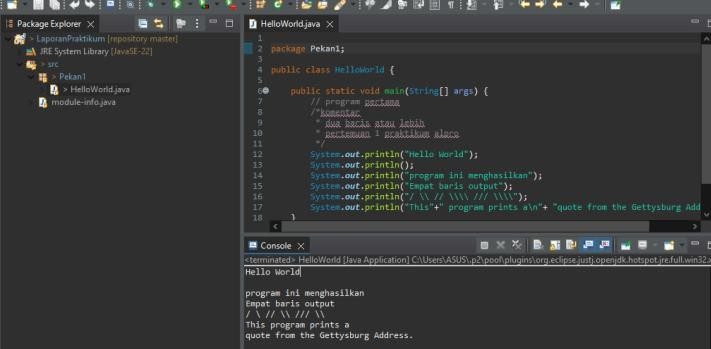 Package Explorer
> LaporanPraktikum [repository master]
JRE System Library [JavaSE-22]
> src
> Pekan1
> HelloWorld.java
module-info.java
HelloWorld.java
1
2 package Pekan1;
3
4 public class HelloWorld {
5
6 public static void main(String[] args) {
7 // program pertama
8 /*komentar
9 * dua baris atau lebih
10 * pertemuan 1 praktikum alpro
11 */
12 System.out.println("Hello World");
13 System.out.println();
14 System.out.println("program ini menghasilkan");
15 System.out.println("Empat baris output");
16 System.out.println("/ \\ // \\\\ /// \\\\");
17 System.out.println("This"+" program prints a\n"+ "quote from the Gettysburg Add
18 }
Console
<terminated> HelloWorld [Java Application] C:\Users\ASUS\.p2\pool\plugins\org.eclipse.justj.openjdk.hotspot.jre.full.win32.x
Hello World
program ini menghasilkan
Empat baris output
/ \ // \\ /// \\
This program prints a
quote from the Gettysburg Address.